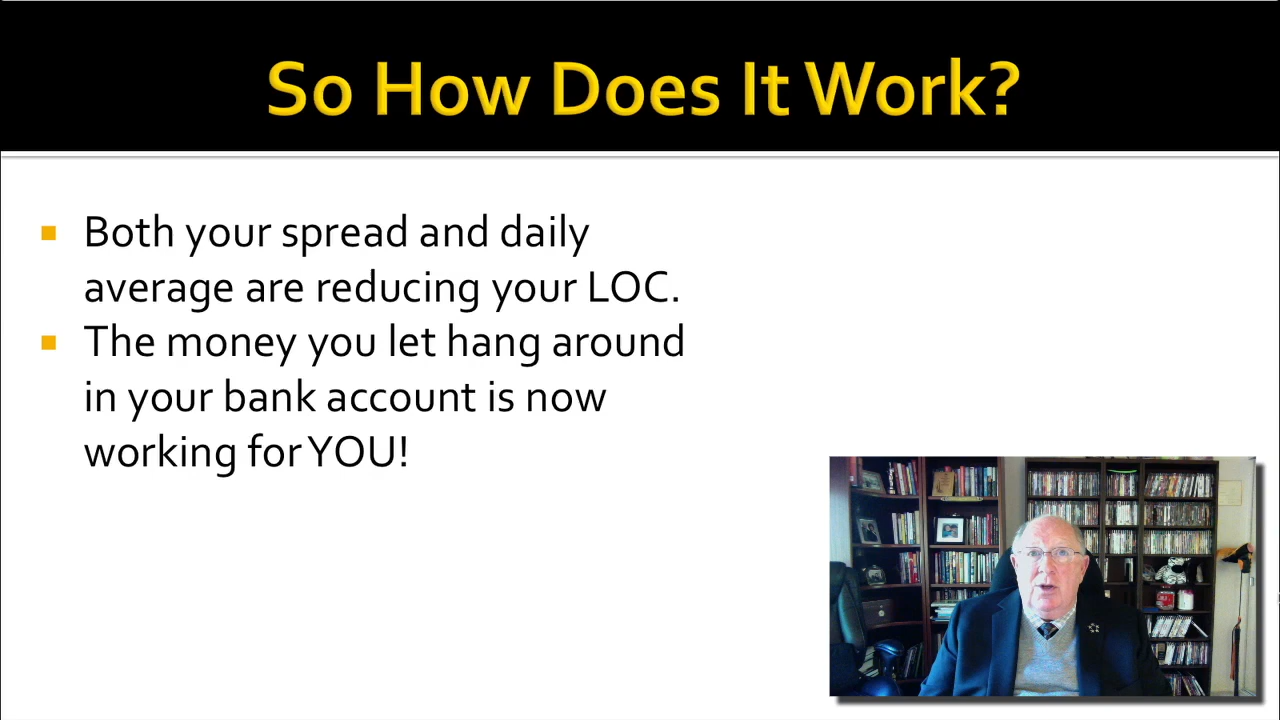 So How Does It Work?
Both your spread and daily
average are reducing your LOC.
The money you let hang around
in your bank account is now
working for YOU!